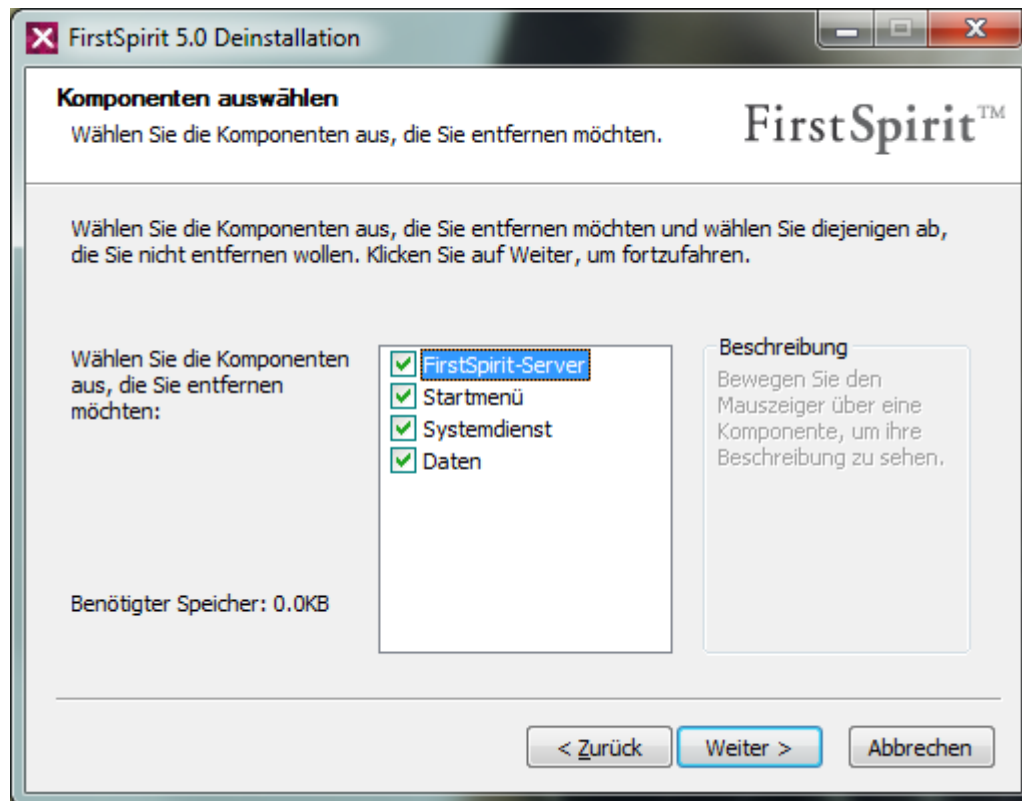 FirstSpirit 5.0 Deinstallation
Komponenten auswählen
Wählen Sie die Komponenten aus, die Sie entfernen möchten.
FirstSpirit™
Wählen Sie die Komponenten aus, die Sie entfernen möchten und wählen Sie diejenigen ab,
die Sie nicht entfernen wollen. Klicken Sie auf Weiter, um fortzufahren.
Wählen Sie die Komponenten
aus, die Sie entfernen
möchten:
FirstSpirit-Server
Startmenü
Systemdienst
Daten
Beschreibung
Bewegen Sie den
Mauszeiger über eine
Komponente, um ihre
Beschreibung zu sehen.
Benötigter Speicher: 0.0KB
< Zurück
Weiter >
Abbrechen